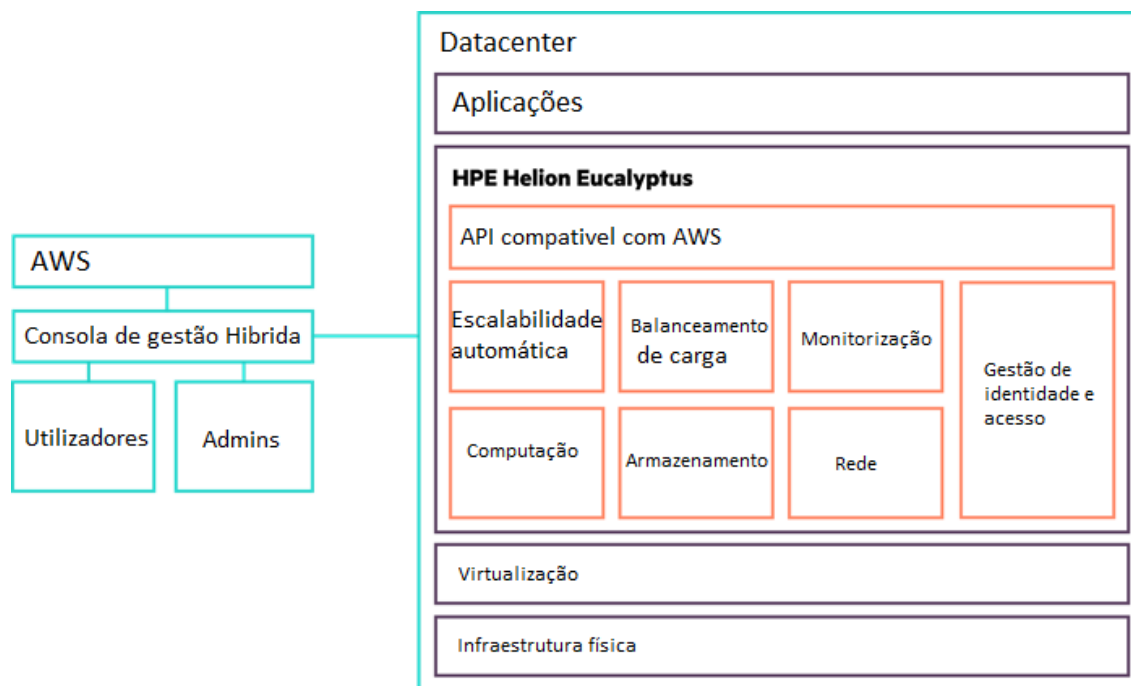 Datacenter
Aplicações
HPE Helion Eucalyptus
API compativel com AWS
AWS
Consola de gestão Hibrida
Utilizadores
Admins
Escalabilidade
automática
Balanceamento
de carga
Monitorização
Gestão de
identidade e
acesso
Computação
Armazenamento
Rede
Virtualização
Infraestrutura física